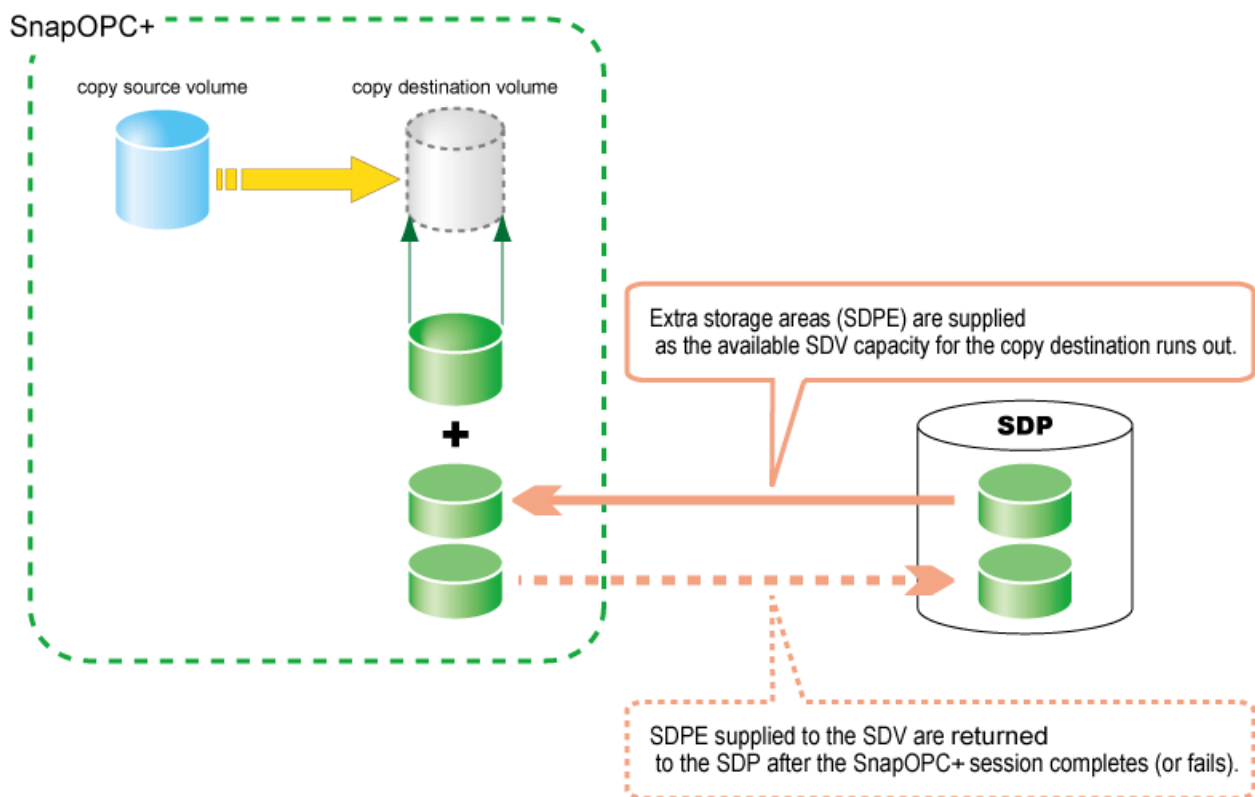 SnapOPC+
copy source volume
copy destination volume
Extra storage areas (SDPE) are supplied
as the available SDV capacity for the copy destination runs out.
+
SDP
SDPE supplied to the SDV are returned
to the SDP after the SnapOPC+ session completes (or fails).